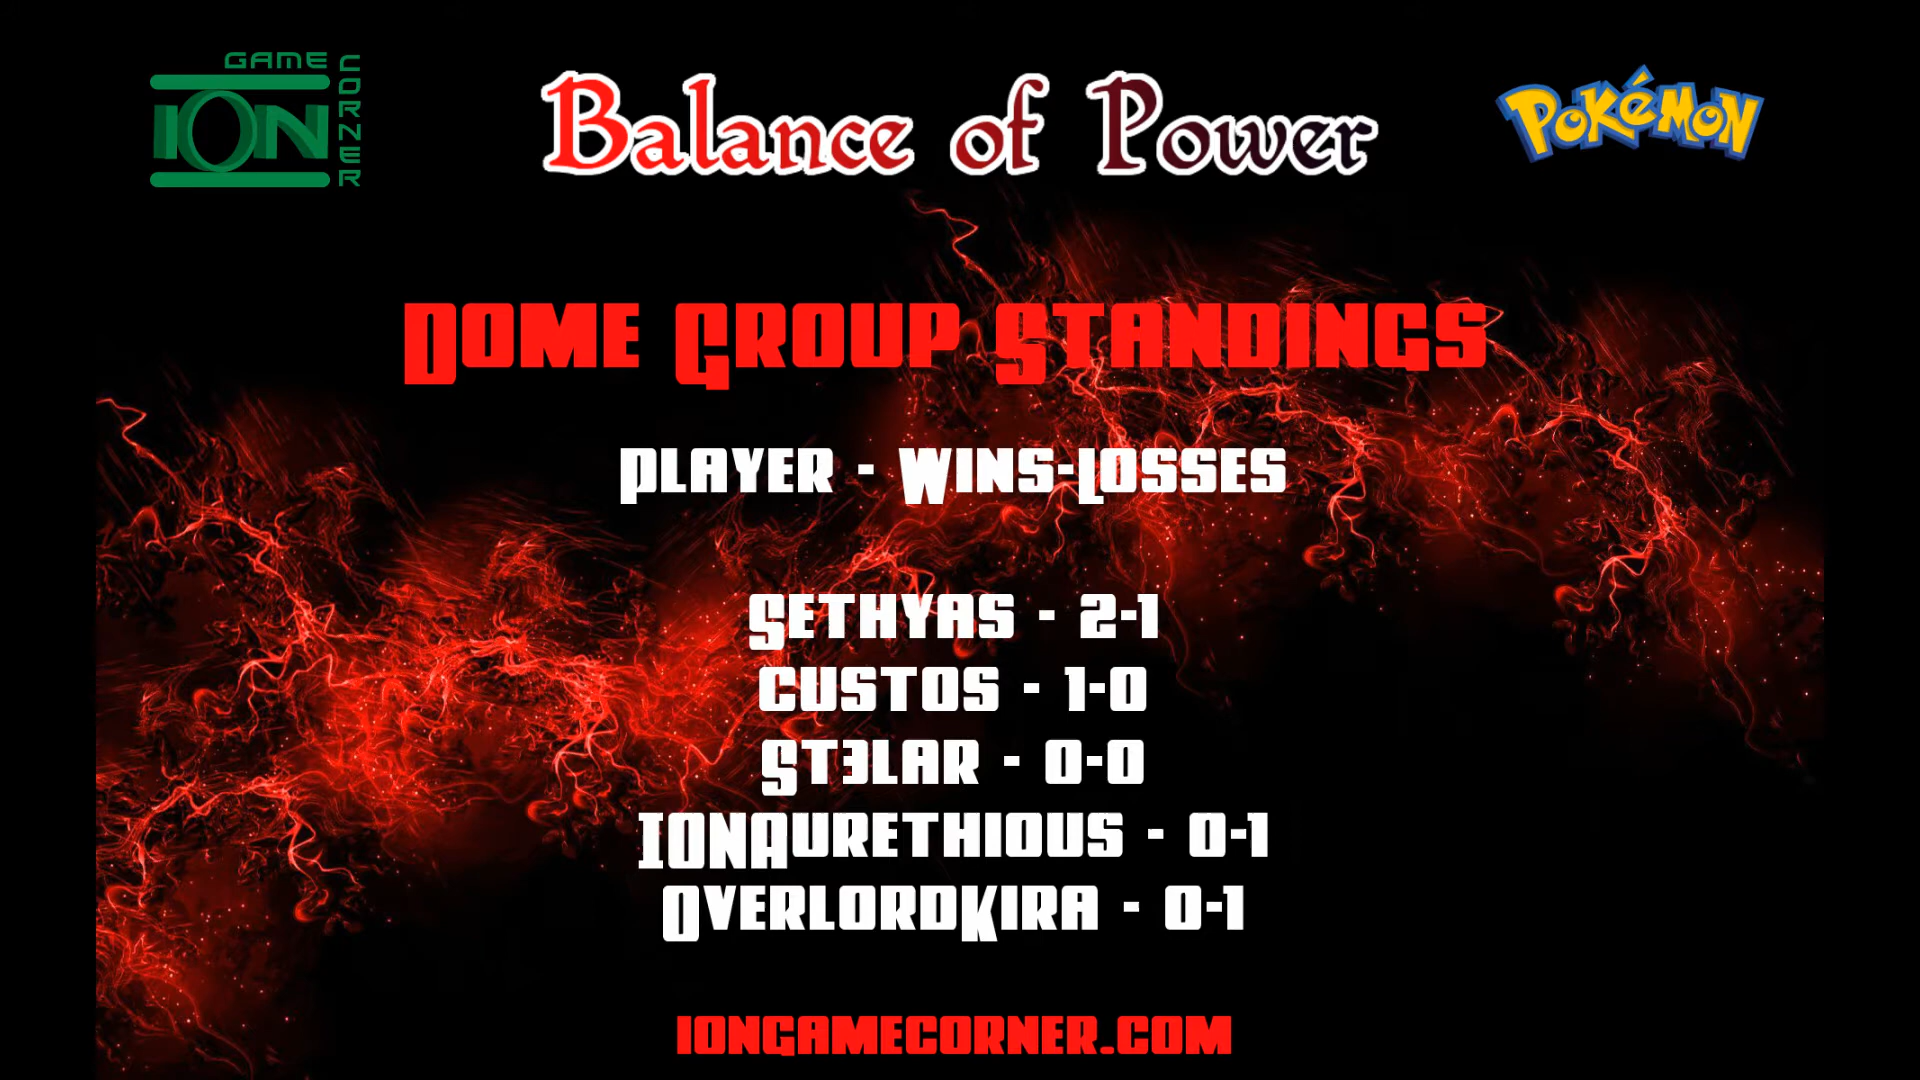 GAME CORNER
ION
Balance of Power
POKéMON
Dome Group Standings
Player - Wins-Losses
Sethyas - 2-1
custos - 1-0
St3lar - 0-0
IONAurethious - 0-1
OverlordKira - 0-1
iongamecorner.com